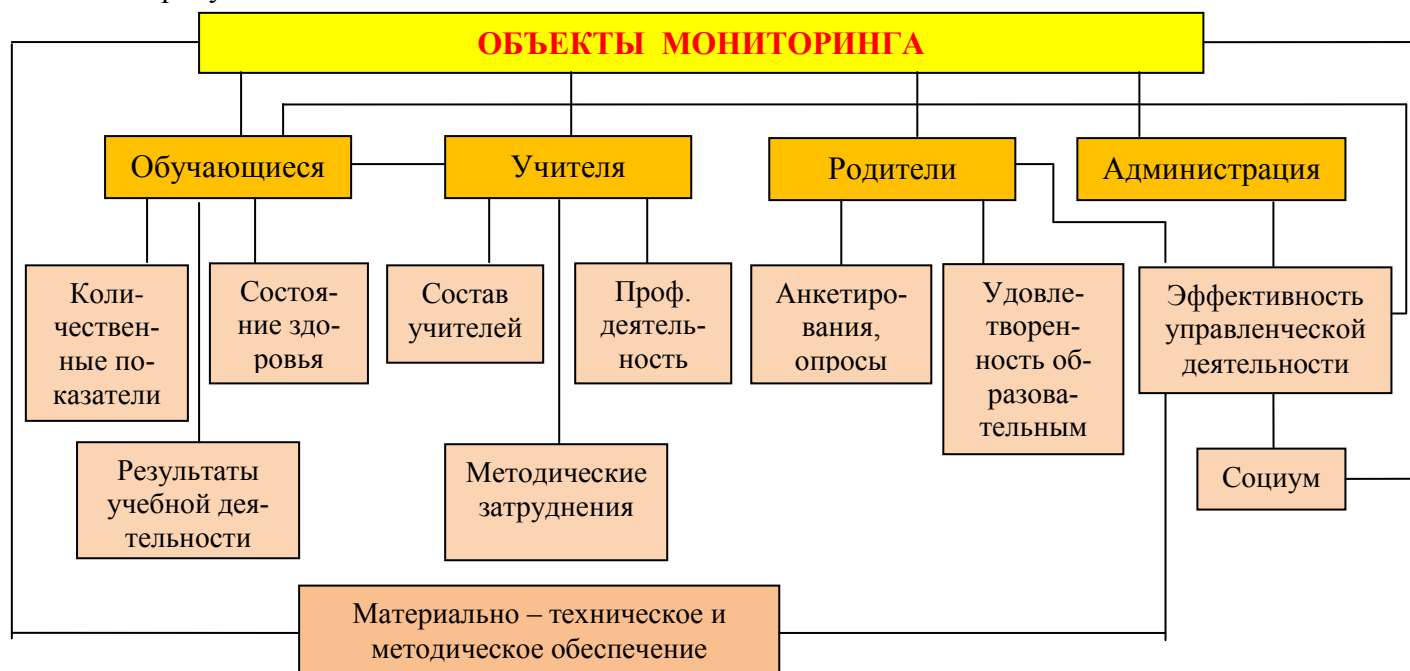 ОБЪЕКТЫ МОНИТОРИНГА
Обучающиеся
Учителя
Родители
Администрация
Коли-
чествен-
ные по-
казатели
Состоя-
ние здо-
ровья
Состав
учителей
Проф.
деятель-
ность
Анкетиро-
вания,
опросы
Удовле-
творен-
ность об-
разова-
тельным
Эффективность
управленческой
деятельности
Результаты
учебной дея-
тельности
Методические
затруднения
Социум
Материально – техническое и
методическое обеспечение